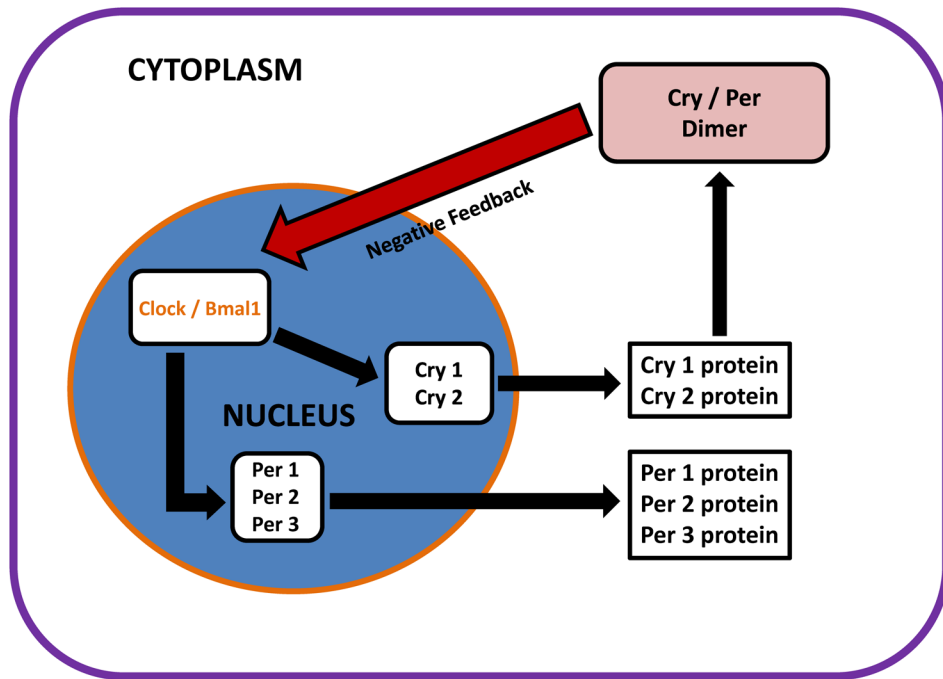 CYTOPLASM
Cry / Per
Dimer
Negative Feedback
Clock / Bmal1
Cry 1
Cry 2
Cry 1 protein
Cry 2 protein
NUCLEUS
Per 1
Per 2
Per 3
Per 1 protein
Per 2 protein
Per 3 protein